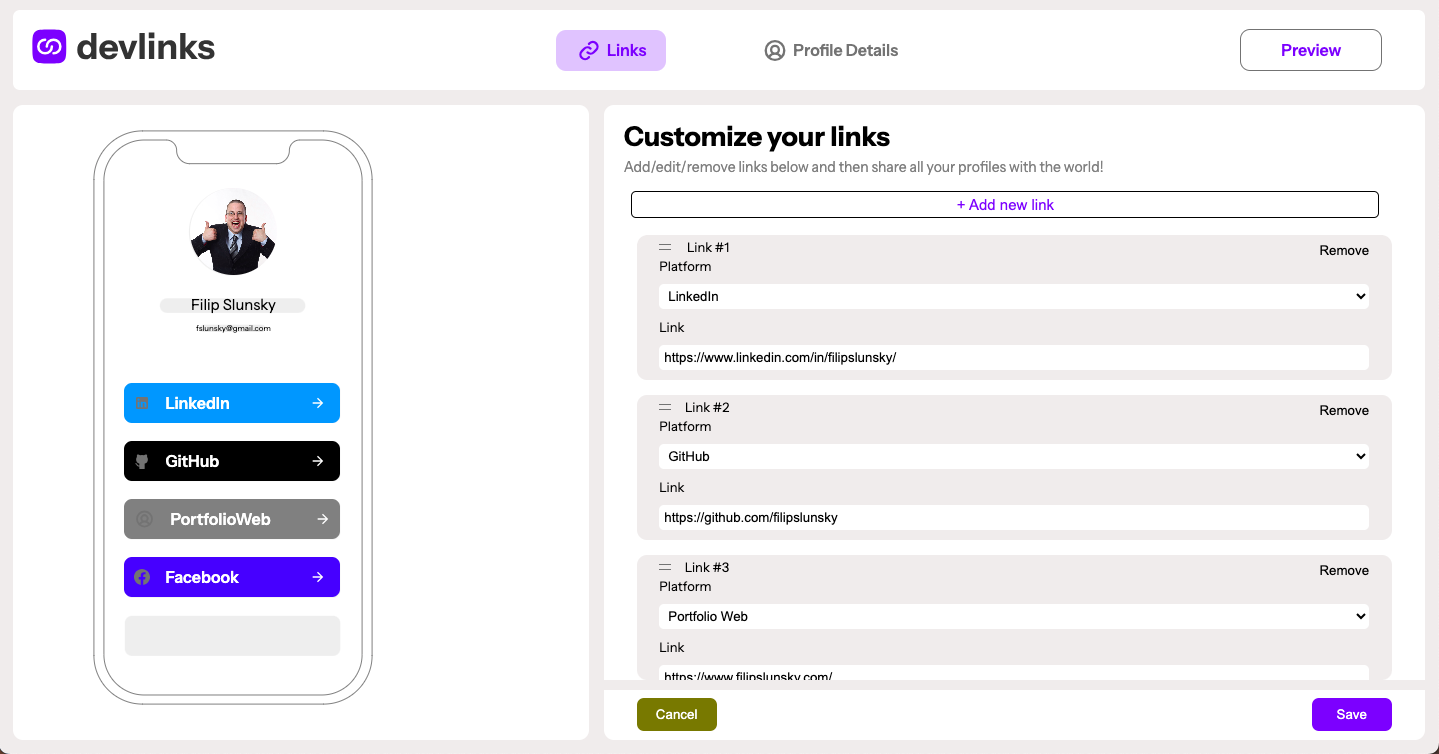 devlinks
Links
Profile Details
Preview
Filip Slunsky
fslunsky@gmail.com
LinkedIn
GitHub
PortfolioWeb
Facebook
Customize your links
Add/edit/remove links below and then share all your profiles with the world!
+ Add new link
Link #1
Remove
Platform
LinkedIn
Link
https://www.linkedin.com/in/filipslunsky/
Link #2
Remove
Platform
GitHub
Link
https://github.com/filipslunsky
Link #3
Remove
Platform
Portfolio Web
Link
https://www.filipslunsky.com/
Cancel
Save